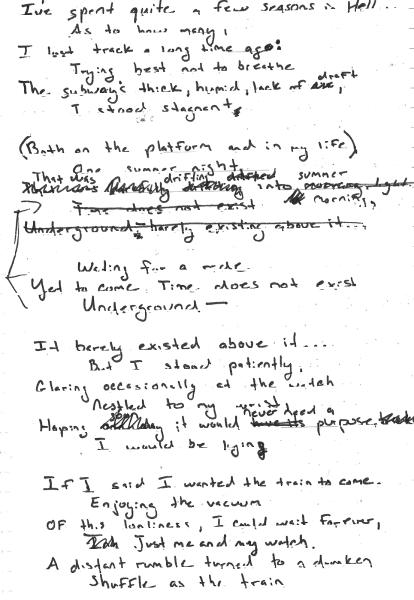 I've spent quite a few seasons in Hell...
As to how many,
I lost track a long time ago:
Trying best not to breathe
The subway's thick, humid, lack of draft,
I stood stagnant,
(Both on the platform and in my life)
One summer night,
That was drifting drifted into summer
morning,
Time does not exist
Underground - barely existing above it...
Waiting for a
Yet to come. Time does not exist
Underground —
It barely existed above it....
But I stood patiently,
Glaring occasionally at the watch
Nestled to my wrist
Hoping someday it would never need a purpose.
I would be lying
If I said I wanted the train to come.
Enjoying the vacuum
Of this lonliness, I could wait forever,
Just me and my watch.
A distant rumble turned to a drunken
Shuffle as the train